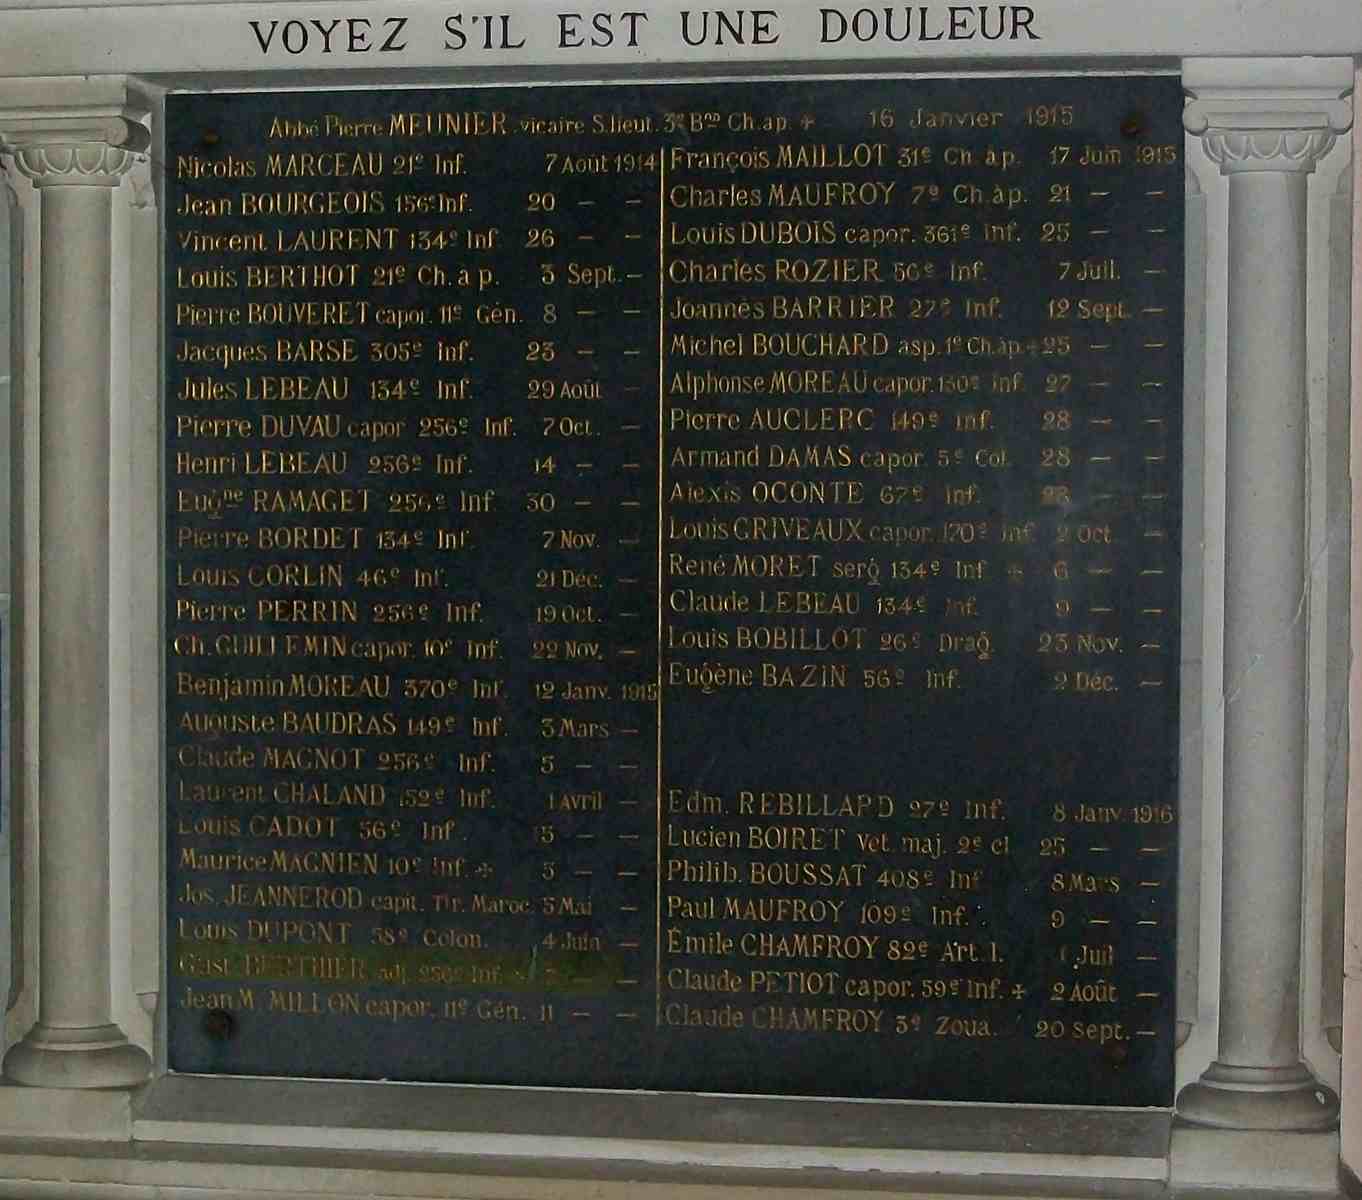 VOYEZ S'IL EST UNE DOULEUR
Abbé Pierre MEUNIER vicaire S.lieut. 3e Bon Ch.ap. + 16 Janvier 1915
Nicolas MARCEAU 21e Inf. 7 Août 1914
Jean BOURGEOIS 156e Inf. 20 — —
Vincent LAURENT 134e Inf 26 — —
Louis BERTHOT 21e Ch. à p. 3 Sept. —
Pierre BOUVERET capor. 11e Gén. 8 — —
Jacques BARSE 305e Inf. 23 — —
Jules LEBEAU 134e Inf. 29 Août —
Pierre DUVAU capor 256e Inf. 7 Oct. —
Henri LEBEAU 256e Inf. 14 — —
Eugne RAMAGET 256e Inf 30 — —
Pierre BORDET 134e Inf. 7 Nov. —
Louis CORLIN 46e Inf. 21 Déc. —
Pierre PERRIN 256e Inf. 19 Oct. —
Ch. GUILLEMIN capor. 10e Inf. 22 Nov. —
Benjamin MOREAU 370e Inf. 12 Janv. 1915
Auguste BAUDRAS 149e Inf. 3 Mars —
Claude MAGNOT 256e Inf. 5 — —
Laurent CHALAND 152e Inf. 1 Avril —
Louis CADOT 56e Inf. 5 — —
Maurice MAGNIEN 10e Inf. + 5 — —
Jos. JEANNEROD capit. Tir. Maroc. 5 Mai —
Louis DUPONT 58e Colon. 4 Juin —
Gast. BERTHIER adj. 256e Inf. + 7 — —
Jean M. MILLON capor. 11e Gén. 11 — —
François MAILLOT 31e Ch. à p. 17 Juin 1915
Charles MAUFROY 7e Ch. à p. 21 — —
Louis DUBOIS capor. 361e Inf. 25 — —
Charles ROZIER 56e Inf. 7 Juil. —
Joannès BARRIER 27e Inf. 12 Sept. —
Michel BOUCHARD asp. 1e Ch.àp. + 25 — —
Alphonse MOREAU capor. 130e Inf. 27 — —
Pierre AUCLERC 149e Inf. 28 — —
Armand DAMAS capor. 5e Col. 28 — —
Alexis OCONTE 67e Inf. 28 — —
Louis GRIVEAUX capor. 170e Inf. 2 Oct —
René MORET serg 134e Inf + 6 — —
Claude LEBEAU 134e Inf. 9 — —
Louis BOBILLOT 26e Drag. 23 Nov. —
Eugène BAZIN 56e Inf. 2 Déc. —
Edm. REBILLARD 27e Inf. 8 Janv. 1916
Lucien BOIRET Vet. maj. 2e cl 25 — —
Philib. BOUSSAT 408e Inf 8 Mars —
Paul MAUFROY 109e Inf. 9 — —
Émile CHAMFROY 82e Art. l. 1 Juil —
Claude PETIOT capor. 59e Inf. + 2 Août —
Claude CHAMFROY 3e Zoua. 20 Sept. —